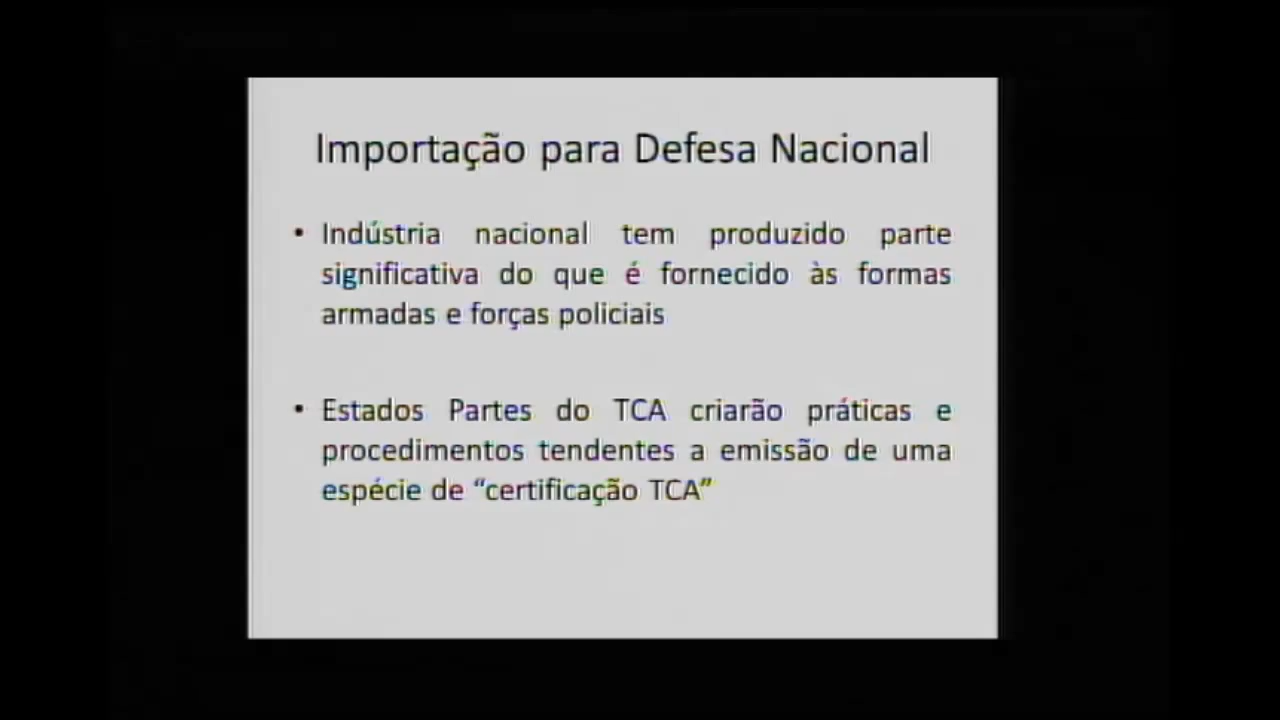 Importação para Defesa Nacional
• Indústria nacional tem produzido parte
significativa do que é fornecido às formas
armadas e forças policiais
• Estados Partes do TCA criarão práticas e
procedimentos tendentes a emissão de uma
espécie de “certificação TCA”